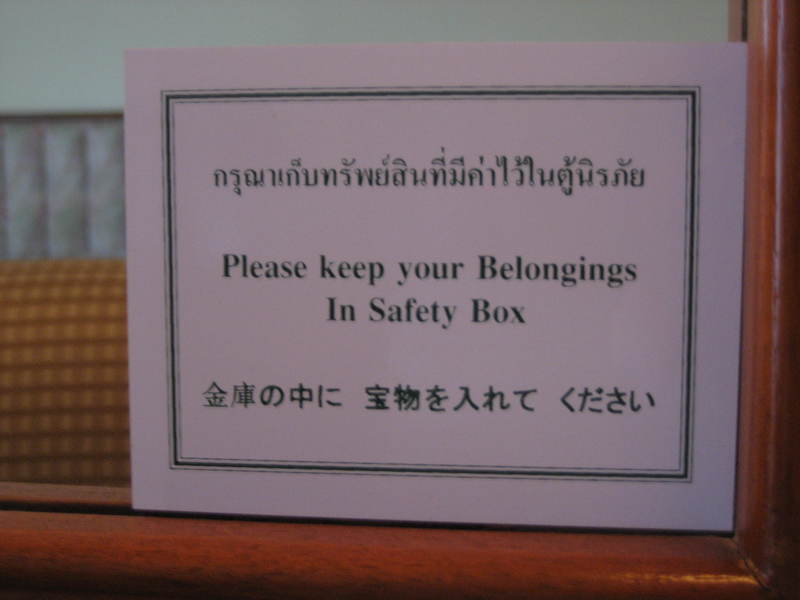 กรุณาเก็บทรัพย์สินที่มีค่าไว้ในตู้นิรภัย
Please keep your Belongings
In Safety Box
金庫の中に 宝物を入れて ください